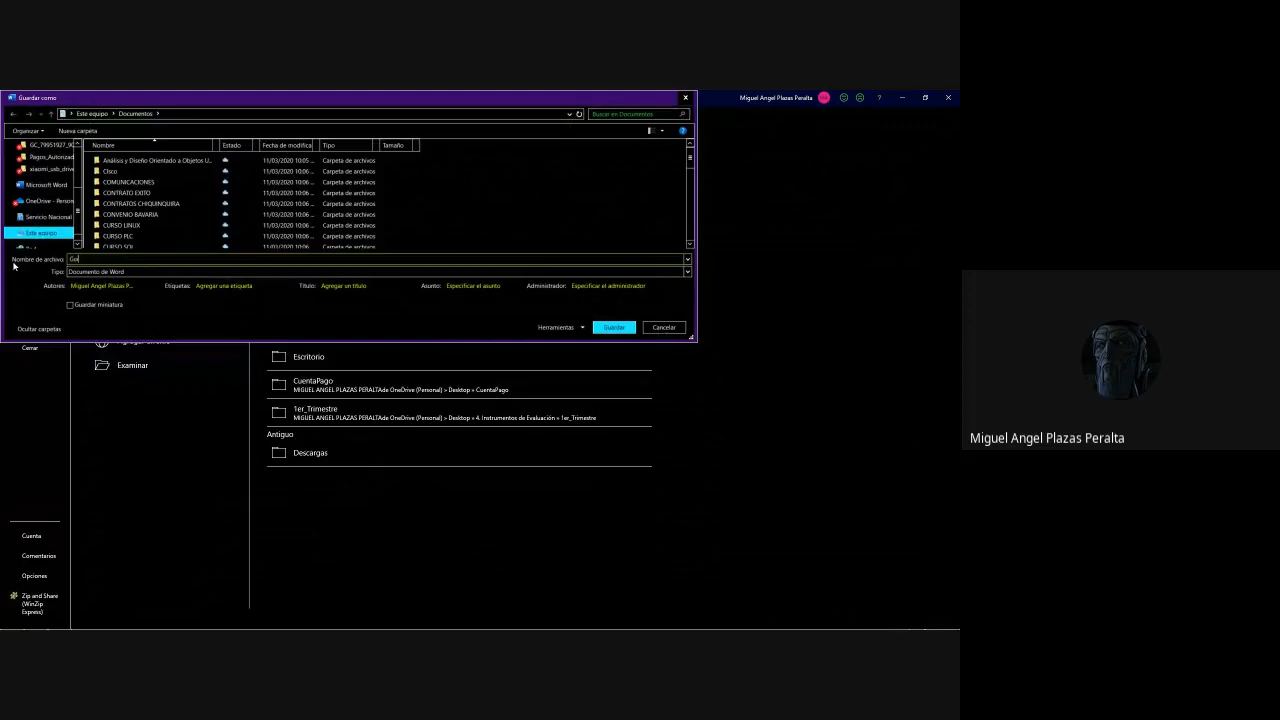 Guardar como
Miguel Angel Plazas Peralta
Este equipo > Documentos >
Buscar en Documentos
Organizar
Nueva carpeta
Nombre
Estado
Fecha de modifica
Tipo
Tamaño
GC_79951927_90
Pagos_Autorizad
xiaomi_usb_drive
Microsoft Word
OneDrive - Person
Servicio Nacional
Este equipo
Análisis y Diseño Orientado a Objetos U... 11/03/2020 10:05 ... Carpeta de archivos
CIsco 11/03/2020 10:06 ... Carpeta de archivos
COMUNICACIONES 11/03/2020 10:06 ... Carpeta de archivos
CONTRATO EXITO 11/03/2020 10:06 ... Carpeta de archivos
CONTRATOS CHIQUINQUIRA 11/03/2020 10:06 ... Carpeta de archivos
CONVENIO BAVARIA 11/03/2020 10:06 ... Carpeta de archivos
CURSO LINUX 11/03/2020 10:06 ... Carpeta de archivos
CURSO PLC 11/03/2020 10:06 ... Carpeta de archivos
CURSO SQL 11/03/2020 10:06 ... Carpeta de archivos
Nombre de archivo: Gui
Tipo: Documento de Word
Autores: Miguel Angel Plazas P...
Etiquetas: Agregar una etiqueta
Título: Agregar un título
Asunto: Especificar el asunto
Administrador: Especificar el administrador
Guardar miniatura
Ocultar carpetas
Herramientas
Guardar
Cancelar
Cerrar
Examinar
Escritorio
CuentaPago
MIGUEL ANGEL PLAZAS PERALTAde OneDrive (Personal) » Desktop » CuentaPago
1er_Trimestre
MIGUEL ANGEL PLAZAS PERALTAde OneDrive (Personal) » Desktop » 4. Instrumentos de Evaluación » 1er_Trimestre
Antiguo
Descargas
Cuenta
Comentarios
Opciones
Zip and Share
(WinZip
Express)
Miguel Angel Plazas Peralta